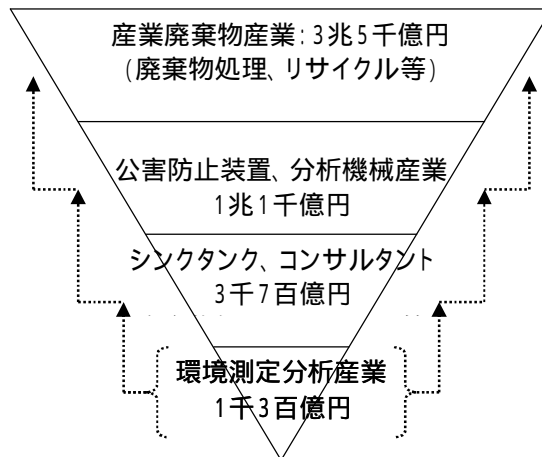 産業廃棄物産業：3兆5千億円
（廃棄物処理、リサイクル等）
公害防止装置、分析機械産業
1兆1千億円
シンクタンク、コンサルタント
3千7百億円
環境測定分析産業
1千3百億円